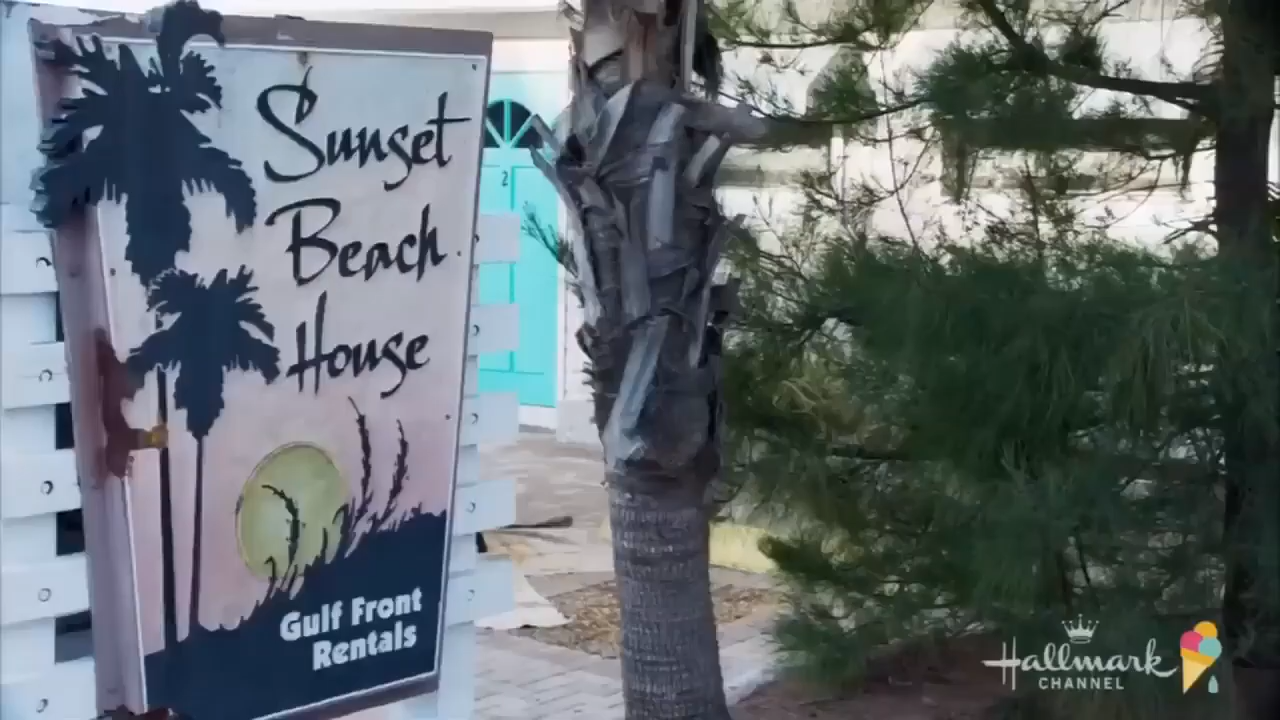 Sunset
Beach
House
Gulf Front
Rentals
2
Hallmark
CHANNEL